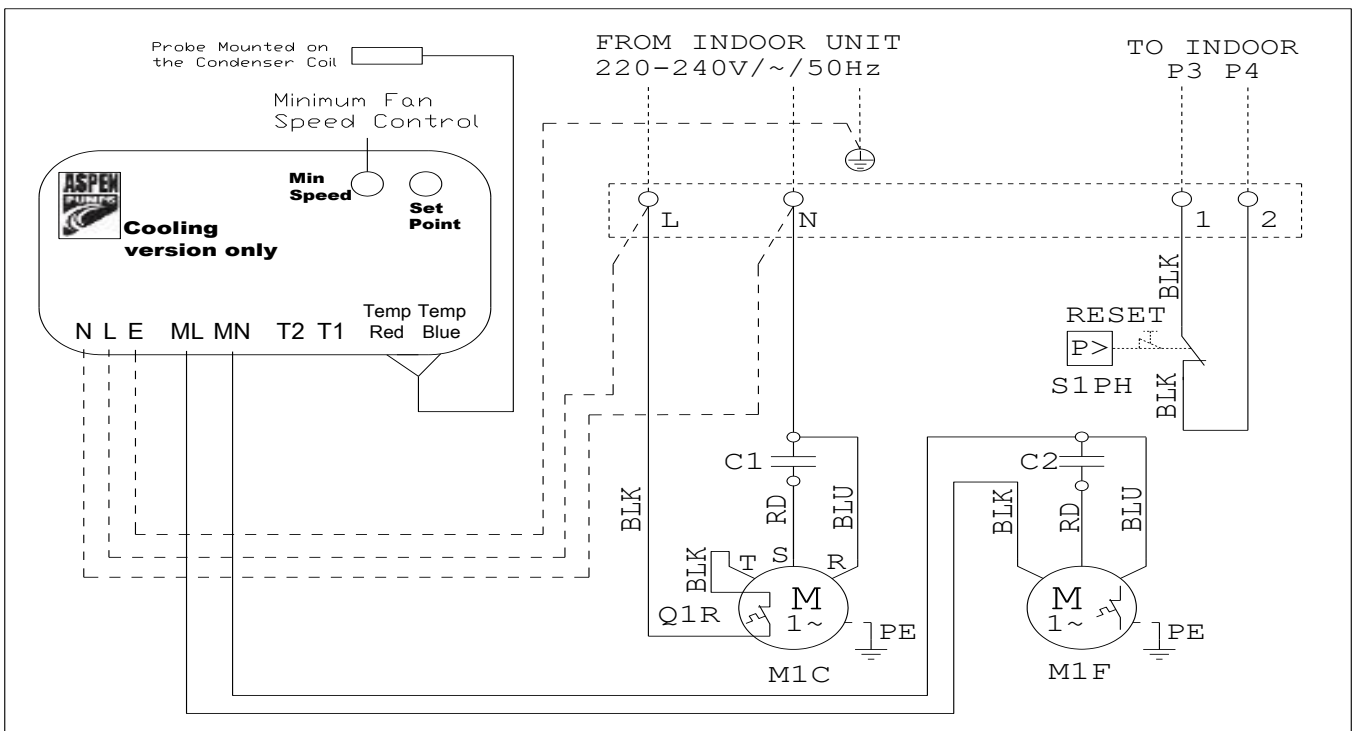 Probe Mounted on
the Condenser Coil
FROM INDOOR UNIT
220-240V/~/50Hz
TO INDOOR
P3 P4
Minimum Fan
Speed Control
ASPEN
PUMPS
Min
Speed
Set
Point
Cooling
version only
Temp Temp
Red Blue
N L E ML MN T2 T1
L N 1 2
BLK
RESET
P>
S1PH
BLK
C1
C2
BLK
RD
BLU
BLK
RD
BLU
BLK
T S R
Q1R
M
1~
PE
M1C
M
1~
PE
M1F